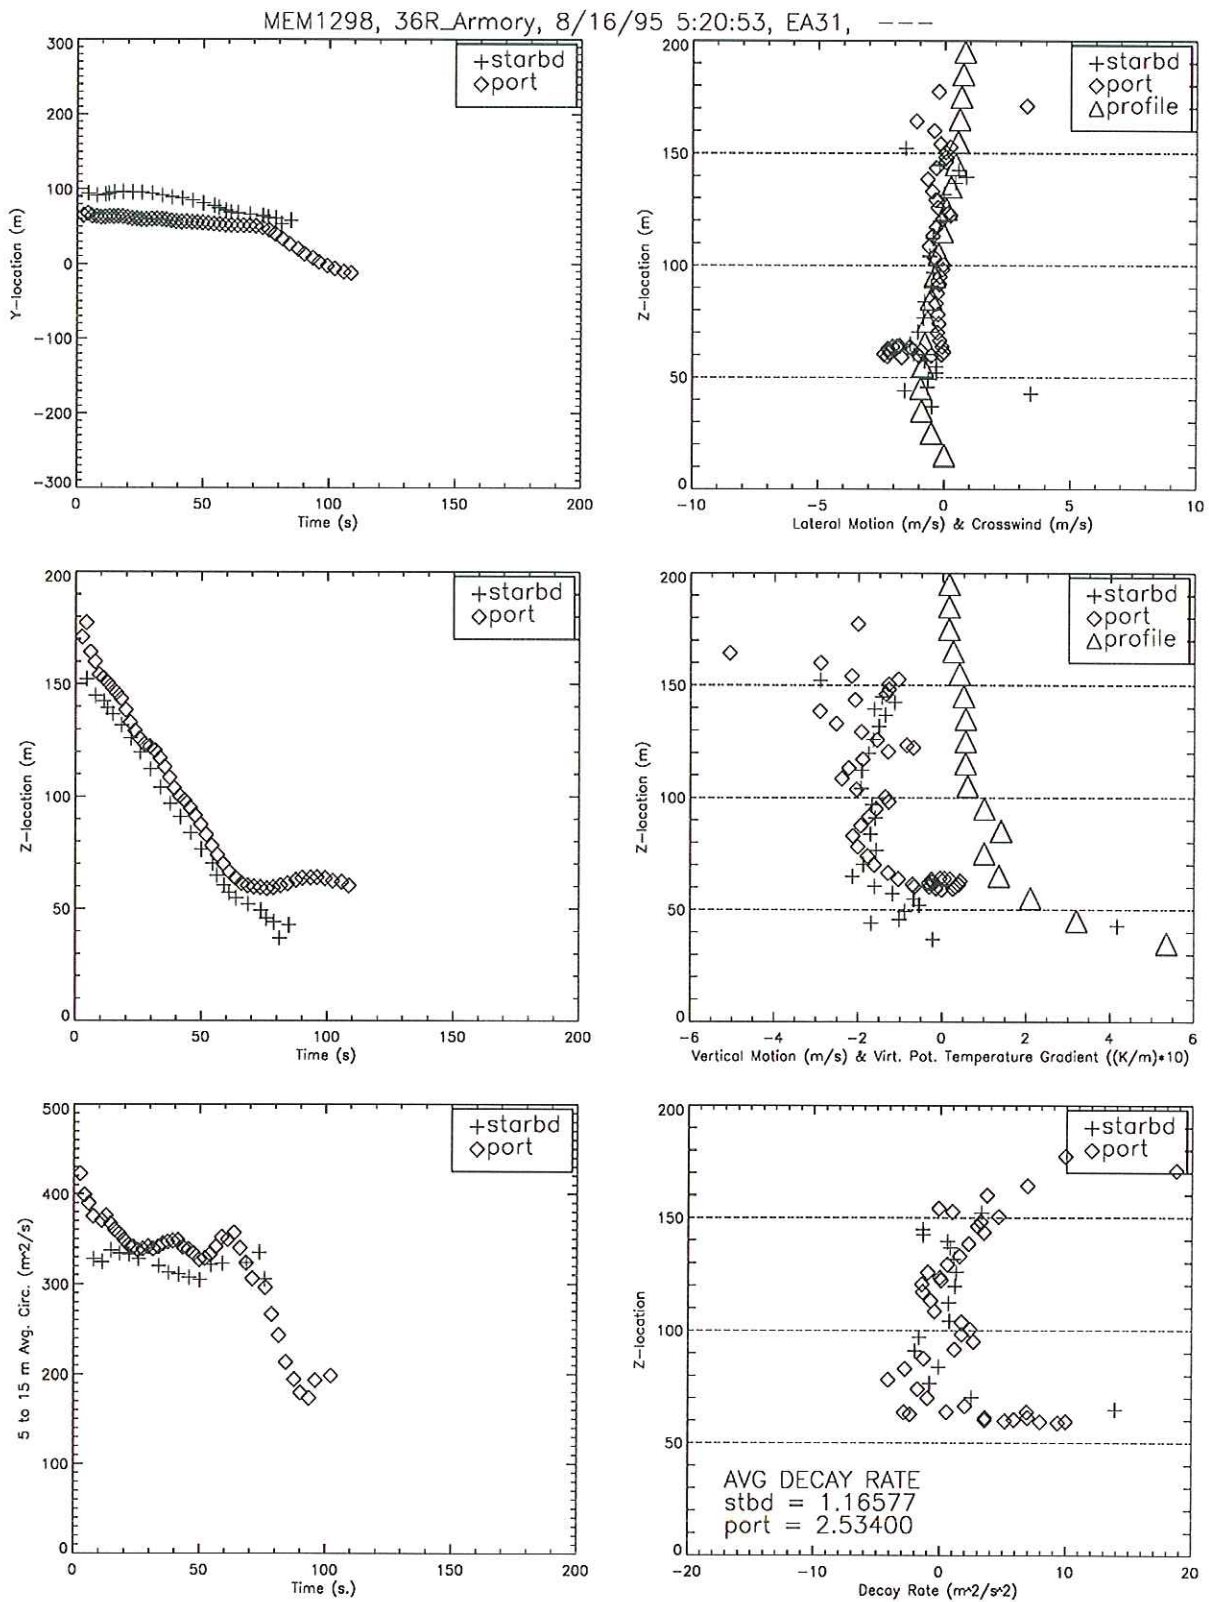 MEM1298, 36R_Armory, 8/16/95 5:20:53, EA31, ---
300
200
100
0
-100
-200
-300
Y-location (m)
+starbd
◇port
0 50 100 150 200
Time (s)
200
150
100
50
0
Z-location (m)
+starbd
◇port
△profile
-10 -5 0 5 10
Lateral Motion (m/s) & Crosswind (m/s)
200
150
100
50
0
Z-location (m)
+starbd
◇port
0 50 100 150 200
Time (s)
200
150
100
50
0
Z-location (m)
+starbd
◇port
△profile
-6 -4 -2 0 2 4 6
Vertical Motion (m/s) & Virt. Pot. Temperature Gradient ((K/m)*10)
500
400
300
200
100
0
5 to 15 m Avg. Circ. (m^2/s)
+starbd
◇port
0 50 100 150 200
Time (s.)
200
150
100
50
0
Z-location
+starbd
◇port
AVG DECAY RATE
stbd = 1.16577
port = 2.53400
-20 -10 0 10 20
Decay Rate (m^2/s^2)